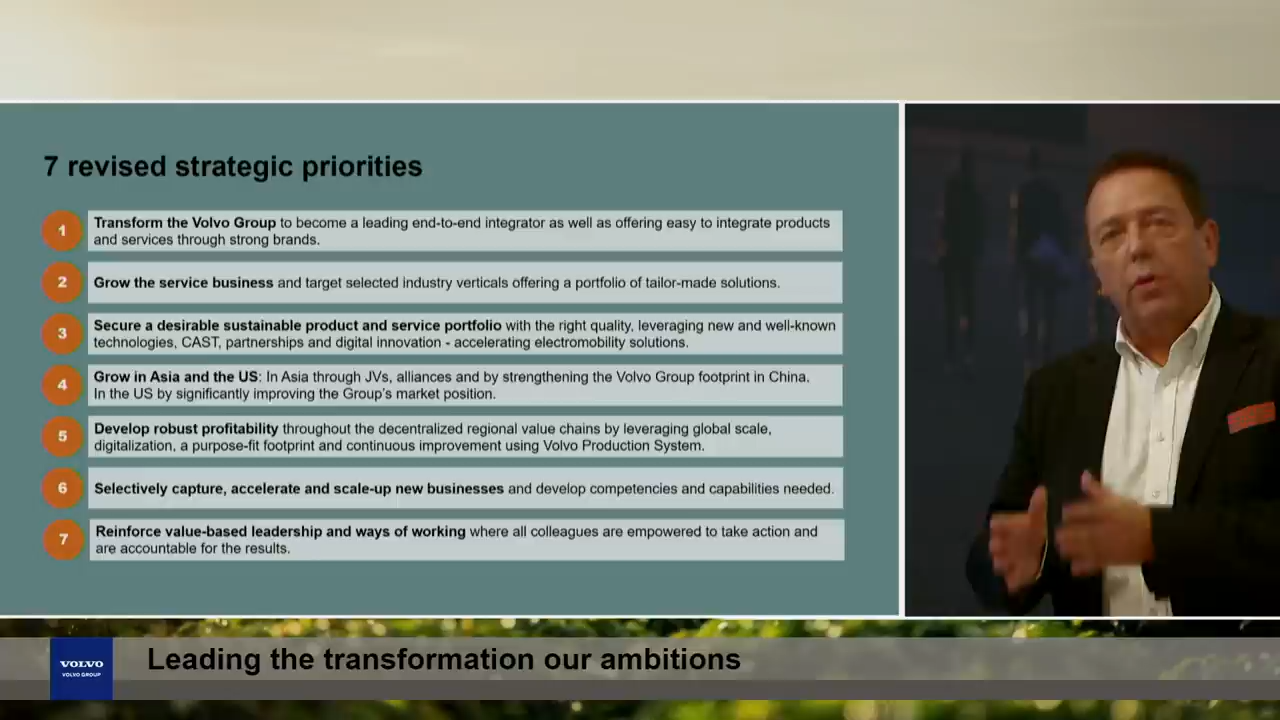 7 revised strategic priorities
1
Transform the Volvo Group to become a leading end-to-end integrator as well as offering easy to integrate products
and services through strong brands.
2
Grow the service business and target selected industry verticals offering a portfolio of tailor-made solutions.
3
Secure a desirable sustainable product and service portfolio with the right quality, leveraging new and well-known
technologies, CAST, partnerships and digital innovation - accelerating electromobility solutions.
4
Grow in Asia and the US: In Asia through JVs, alliances and by strengthening the Volvo Group footprint in China.
In the US by significantly improving the Group's market position.
5
Develop robust profitability throughout the decentralized regional value chains by leveraging global scale,
digitalization, a purpose-fit footprint and continuous improvement using Volvo Production System.
6
Selectively capture, accelerate and scale-up new businesses and develop competencies and capabilities needed.
7
Reinforce value-based leadership and ways of working where all colleagues are empowered to take action and
are accountable for the results.
VOLVO
VOLVO GROUP
Leading the transformation our ambitions